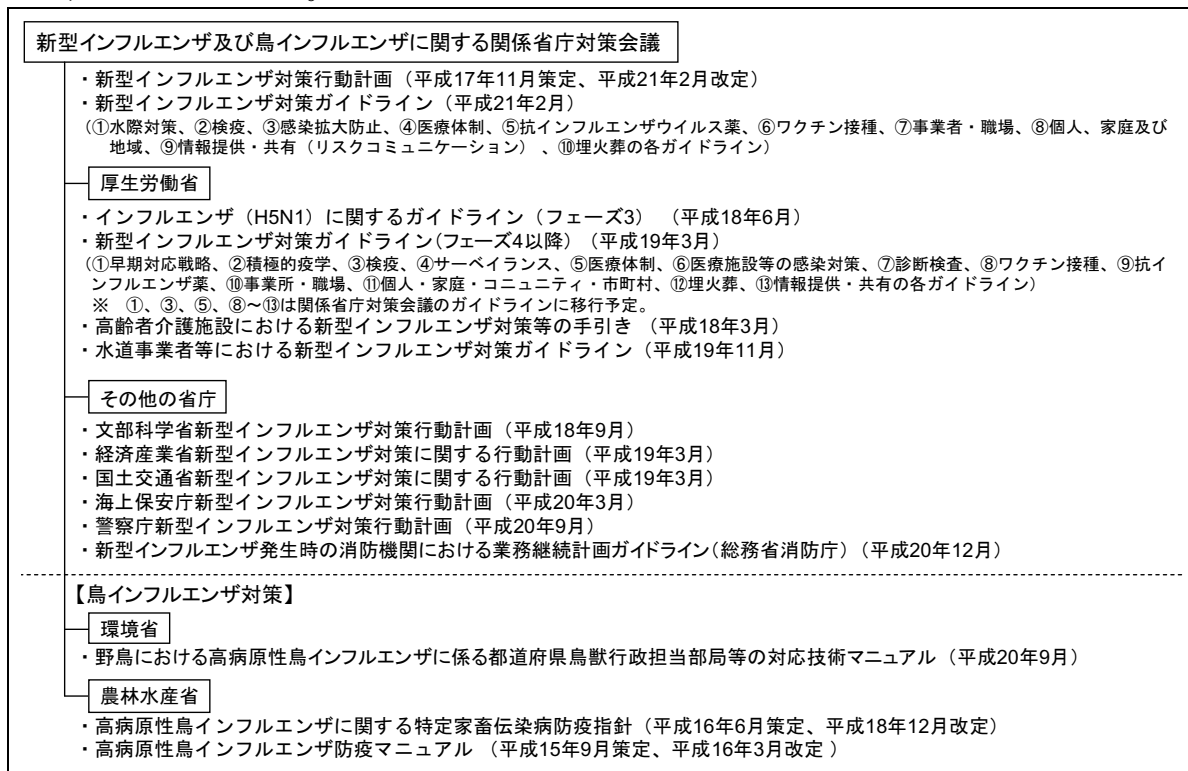 新型インフルエンザ及び鳥インフルエンザに関する関係省庁対策会議
・新型インフルエンザ対策行動計画（平成17年11月策定、平成21年2月改定）
・新型インフルエンザ対策ガイドライン（平成21年2月）
（①水際対策、②検疫、③感染拡大防止、④医療体制、⑤抗インフルエンザウイルス薬、⑥ワクチン接種、⑦事業者・職場、⑧個人、家庭及び
地域、⑨情報提供・共有（リスクコミュニケーション）、⑩埋火葬の各ガイドライン）
厚生労働省
・インフルエンザ（H5N1）に関するガイドライン（フェーズ3）（平成18年6月）
・新型インフルエンザ対策ガイドライン（フェーズ4以降）（平成19年3月）
（①早期対応戦略、②積極的疫学、③検疫、④サーベイランス、⑤医療体制、⑥医療施設等の感染対策、⑦診断検査、⑧ワクチン接種、⑨抗イ
ンフルエンザ薬、⑩事業所・職場、⑪個人・家庭・コニュニティ・市町村、⑫埋火葬、⑬情報提供・共有の各ガイドライン）
※　①、③、⑤、⑧～⑬は関係省庁対策会議のガイドラインに移行予定。
・高齢者介護施設における新型インフルエンザ対策等の手引き（平成18年3月）
・水道事業者等における新型インフルエンザ対策ガイドライン（平成19年11月）
その他の省庁
・文部科学省新型インフルエンザ対策行動計画（平成18年9月）
・経済産業省新型インフルエンザ対策に関する行動計画（平成19年3月）
・国土交通省新型インフルエンザ対策に関する行動計画（平成19年3月）
・海上保安庁新型インフルエンザ対策行動計画（平成20年3月）
・警察庁新型インフルエンザ対策行動計画（平成20年9月）
・新型インフルエンザ発生時の消防機関における業務継続計画ガイドライン（総務省消防庁）（平成20年12月）
【鳥インフルエンザ対策】
環境省
・野鳥における高病原性鳥インフルエンザに係る都道府県鳥獣行政担当部局等の対応技術マニュアル（平成20年9月）
農林水産省
・高病原性鳥インフルエンザに関する特定家畜伝染病防疫指針（平成16年6月策定、平成18年12月改定）
・高病原性鳥インフルエンザ防疫マニュアル（平成15年9月策定、平成16年3月改定）